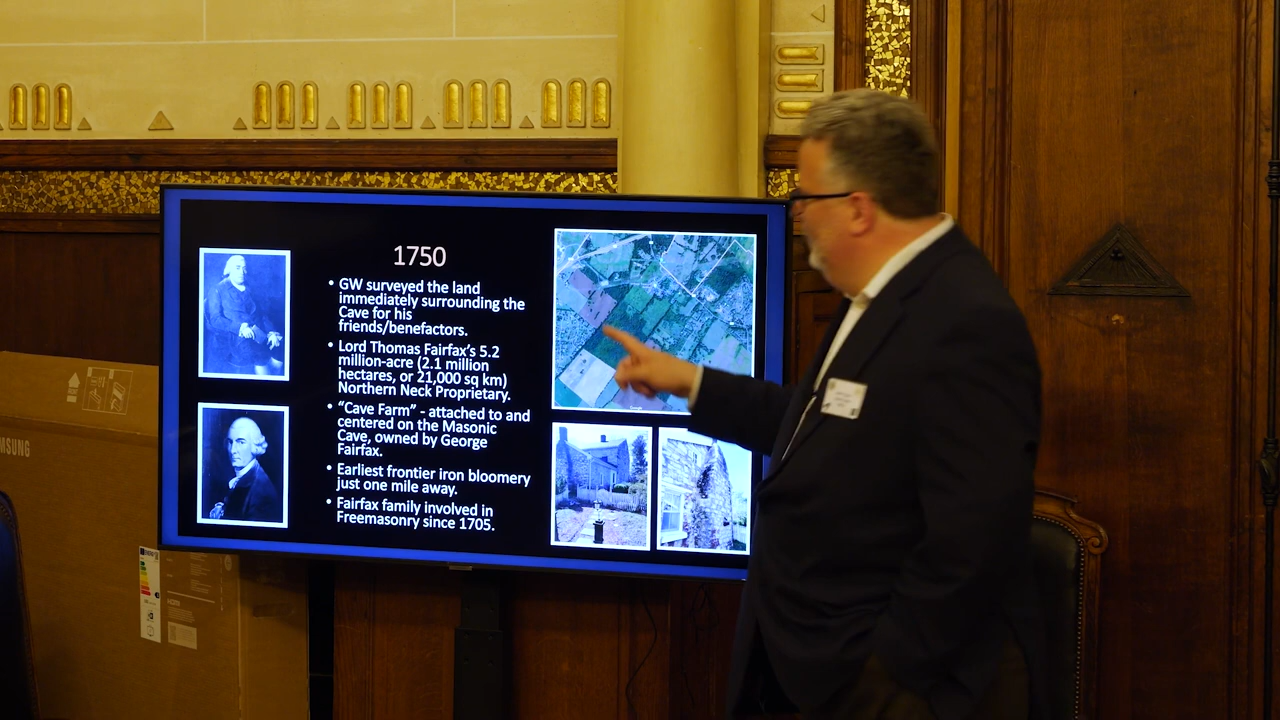 1750
• GW surveyed the land
immediately surrounding the
Cave for his
friends/benefactors.
• Lord Thomas Fairfax's 5.2
million-acre (2.1 million
hectares, or 21,000 sq km)
Northern Neck Proprietary.
• “Cave Farm” - attached to and
centered on the Masonic
Cave, owned by George
Fairfax.
• Earliest frontier iron bloomery
just one mile away.
• Fairfax family involved in
Freemasonry since 1705.
Google
MSUNG